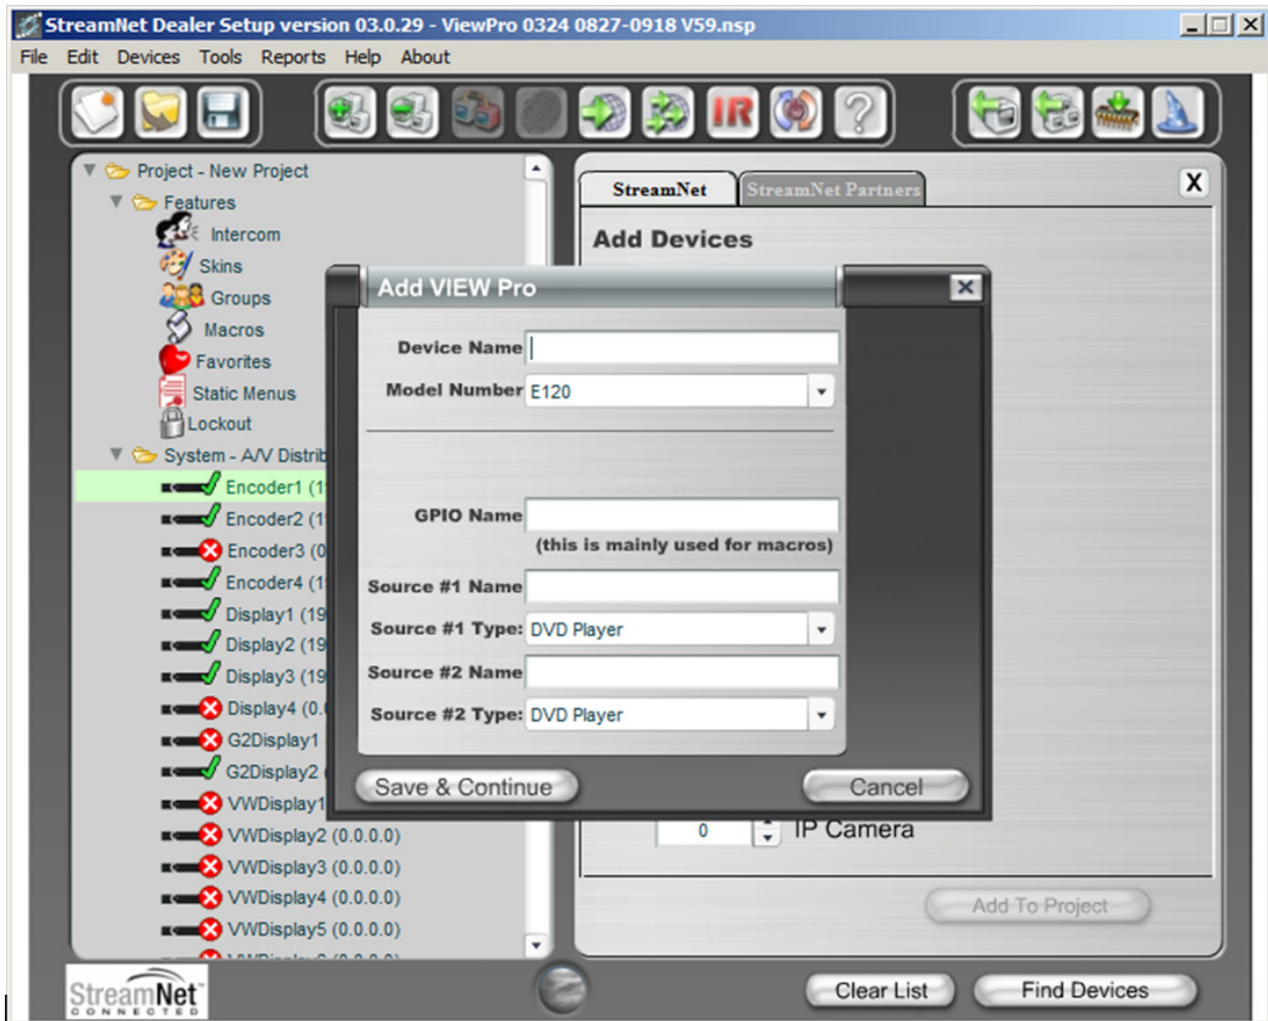 StreamNet Dealer Setup version 03.0.29 - ViewPro 0324 0827-0918 V59.nsp
File Edit Devices Tools Reports Help About
IR
Project - New Project
Features
Intercom
Skins
Groups
Macros
Favorites
Static Menus
Lockout
System - A/V Distrib
Encoder1 (1
Encoder2 (1
Encoder3 (0
Encoder4 (1
Display1 (19
Display2 (19
Display3 (19
Display4 (0.
G2Display1
G2Display2
VWDisplay1
VWDisplay2 (0.0.0.0)
VWDisplay3 (0.0.0.0)
VWDisplay4 (0.0.0.0)
VWDisplay5 (0.0.0.0)
StreamNet StreamNet Partners X
Add Devices
Add VIEW Pro
Device Name
Model Number E120
GPIO Name
(this is mainly used for macros)
Source #1 Name
Source #1 Type: DVD Player
Source #2 Name
Source #2 Type: DVD Player
Save & Continue Cancel
0 IP Camera
Add To Project
StreamNet™
CONNECTED
Clear List Find Devices